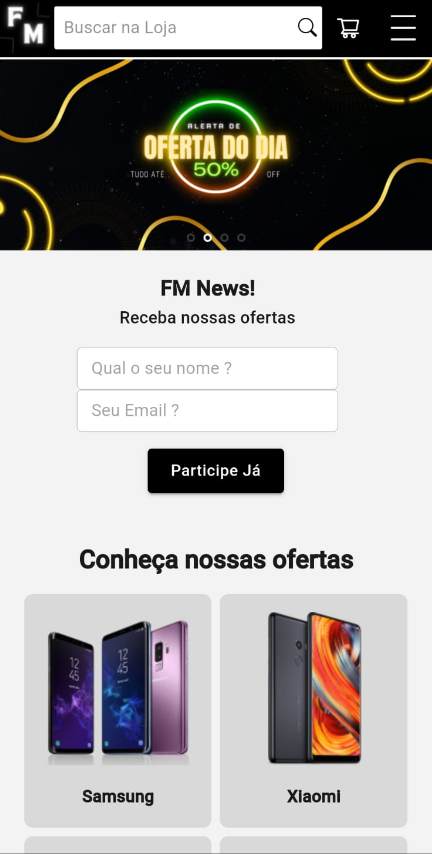 F
M
Buscar na Loja
ALERTA DE
OFERTA DO DIA
TUDO ATÉ 50% OFF
FM News!
Receba nossas ofertas
Qual o seu nome ?
Seu Email ?
Participe Já
Conheça nossas ofertas
12
45
12
45
Samsung
XIaomi